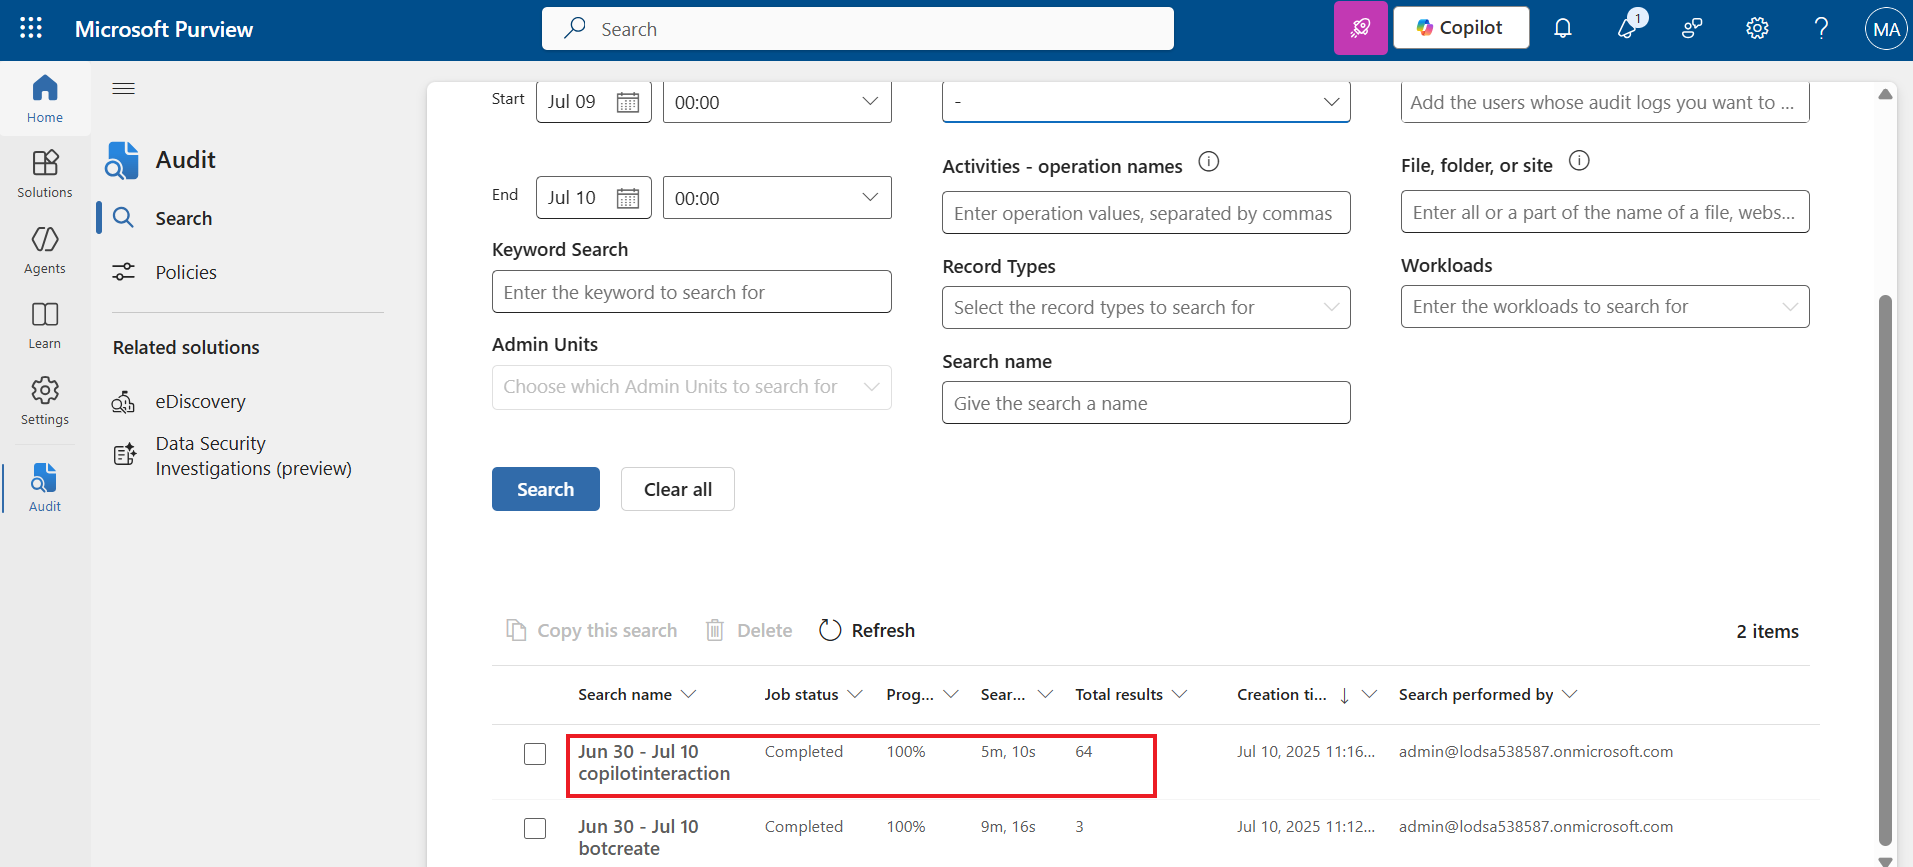 Microsoft Purview
Search
Copilot
1
MA
Home
Solutions
Agents
Learn
Settings
Audit
Audit
Search
Policies
Related solutions
eDiscovery
Data Security
Investigations (preview)
Start
Jul 09
00:00
-
Add the users whose audit logs you want to ...
End
Jul 10
00:00
Activities - operation names
Enter operation values, separated by commas
File, folder, or site
Enter all or a part of the name of a file, webs...
Keyword Search
Enter the keyword to search for
Record Types
Select the record types to search for
Workloads
Enter the workloads to search for
Admin Units
Choose which Admin Units to search for
Search name
Give the search a name
Search
Clear all
Copy this search
Delete
Refresh
2 items
Search name
Job status
Prog...
Sear...
Total results
Creation ti... ↓
Search performed by
Jun 30 - Jul 10
copilotinteraction
Completed
100%
5m, 10s
64
Jul 10, 2025 11:16...
admin@lodsa538587.onmicrosoft.com
Jun 30 - Jul 10
botcreate
Completed
100%
9m, 16s
3
Jul 10, 2025 11:12...
admin@lodsa538587.onmicrosoft.com